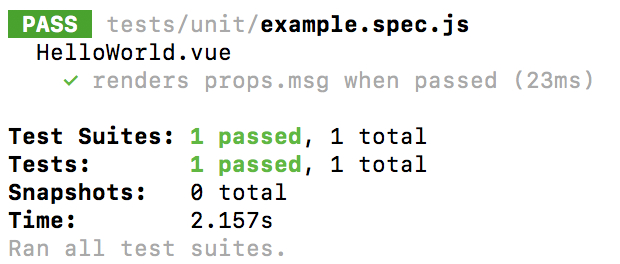 PASS tests/unit/example.spec.js
HelloWorld.vue
✓ renders props.msg when passed (23ms)
Test Suites: 1 passed, 1 total
Tests: 1 passed, 1 total
Snapshots: 0 total
Time: 2.157s
Ran all test suites.